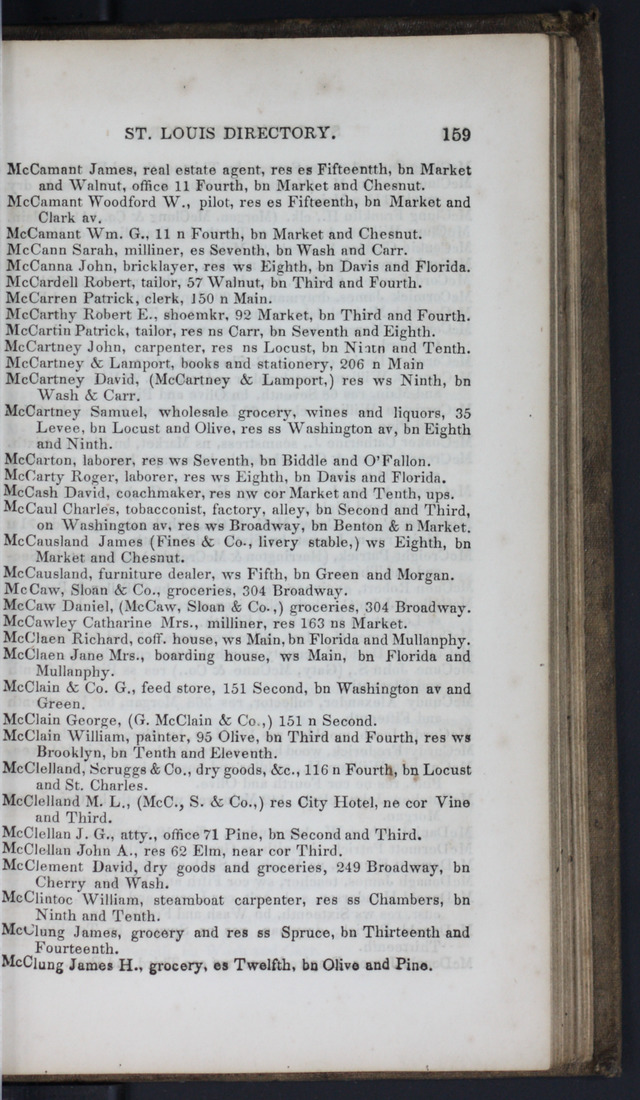 ST. LOUIS DIRECTORY. 159
McCamant James, real estate agent, res es Fifteentth, bn Market
and Walnut, office 11 Fourth, bn Market and Chesnut.
McCamant Woodford W., pilot, res es Fifteenth, bn Market and
Clark av.
McCamant Wm. G., 11 n Fourth, bn Market and Chesnut.
McCann Sarah, milliner, es Seventh, bn Wash and Carr.
McCanna John, bricklayer, res ws Eighth, bn Davis and Florida.
McCardell Robert, tailor, 57 Walnut, bn Third and Fourth.
McCarren Patrick, clerk, 150 n Main.
McCarthy Robert E., shoemkr, 92 Market, bn Third and Fourth.
McCartin Patrick, tailor, res ns Carr, bn Seventh and Eighth.
McCartney John, carpenter, res ns Locust, bn Ninth and Tenth.
McCartney & Lamport, books and stationery, 206 n Main
McCartney David, (McCartney & Lamport,) res ws Ninth, bn
Wash & Carr.
McCartney Samuel, wholesale grocery, wines and liquors, 35
Levee, bn Locust and Olive, res ss Washington av, bn Eighth
and Ninth.
McCarton, laborer, res ws Seventh, bn Biddle and O'Fallon.
McCarty Roger, laborer, res ws Eighth, bn Davis and Florida.
McCash David, coachmaker, res nw cor Market and Tenth, ups.
McCaul Charles, tobacconist, factory, alley, bn Second and Third,
on Washington av, res ws Broadway, bn Benton & n Market.
McCausland James (Fines & Co., livery stable,) ws Eighth, bn
Market and Chesnut.
McCausland, furniture dealer, ws Fifth, bn Green and Morgan.
McCaw, Sloan & Co., groceries, 304 Broadway.
McCaw Daniel, (McCaw, Sloan & Co.,) groceries, 304 Broadway.
McCawley Catharine Mrs., milliner, res 163 ns Market.
McClaen Richard, coff. house, ws Main, bn Florida and Mullanphy.
McClaen Jane Mrs., boarding house, ws Main, bn Florida and
Mullanphy.
McClain & Co. G., feed store, 151 Second, bn Washington av and
Green.
McClain George, (G. McClain & Co.,) 151 n Second.
McClain William, painter, 95 Olive, bn Third and Fourth, res ws
Brooklyn, bn Tenth and Eleventh.
McClelland, Scruggs & Co., dry goods, &c., 116 n Fourth, bn Locust
and St. Charles.
McClelland M. L., (McC., S. & Co.,) res City Hotel, ne cor Vine
and Third.
McClellan J. G., atty., office 71 Pine, bn Second and Third.
McClellan John A., res 62 Elm, near cor Third.
McClement David, dry goods and groceries, 249 Broadway, bn
Cherry and Wash.
McClintoc William, steamboat carpenter, res ss Chambers, bn
Ninth and Tenth.
McClung James, grocery and res ss Spruce, bn Thirteenth and
Fourteenth.
McClung James H., grocery, es Twelfth, bn Olive and Pine.